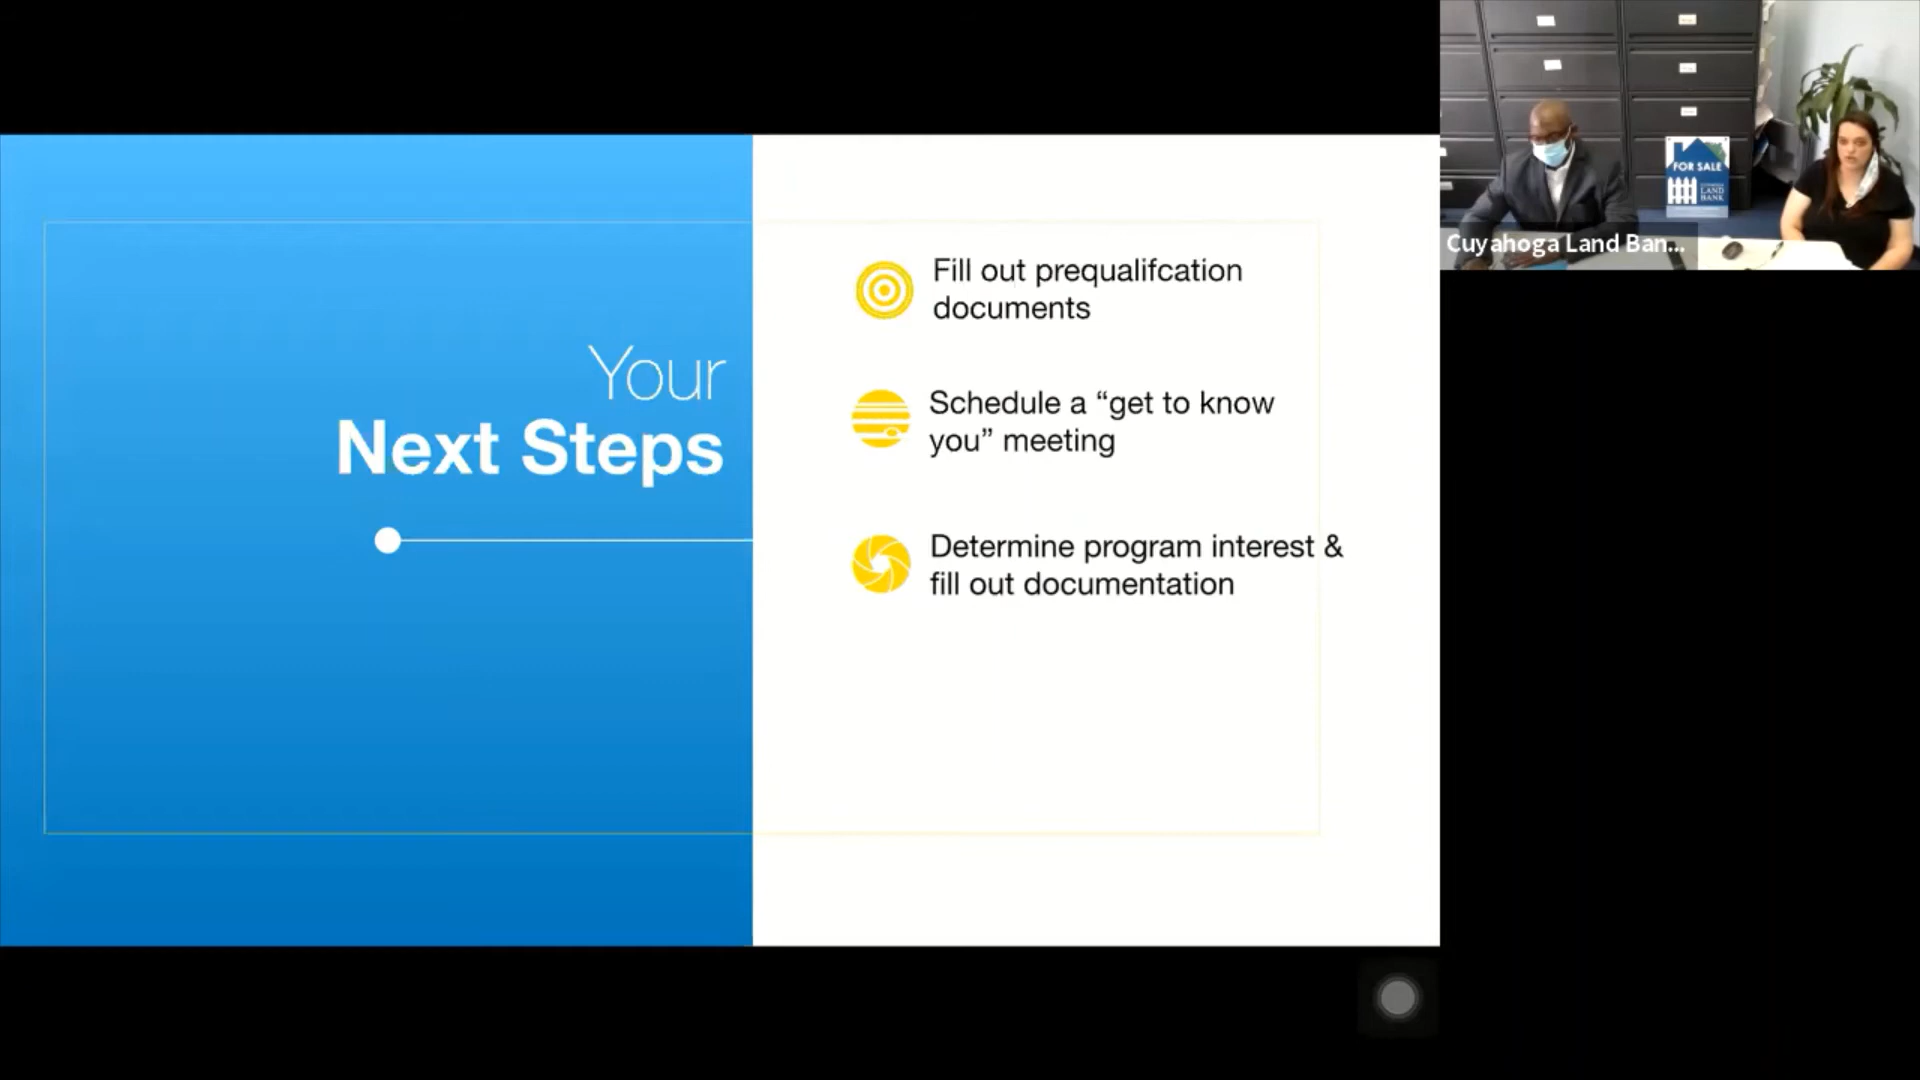 Your
Next Steps
Fill out prequalifcation
documents
Schedule a “get to know
you” meeting
Determine program interest &
fill out documentation
FOR SALE
LAND
BANK
Cuyahoga Land Ban...